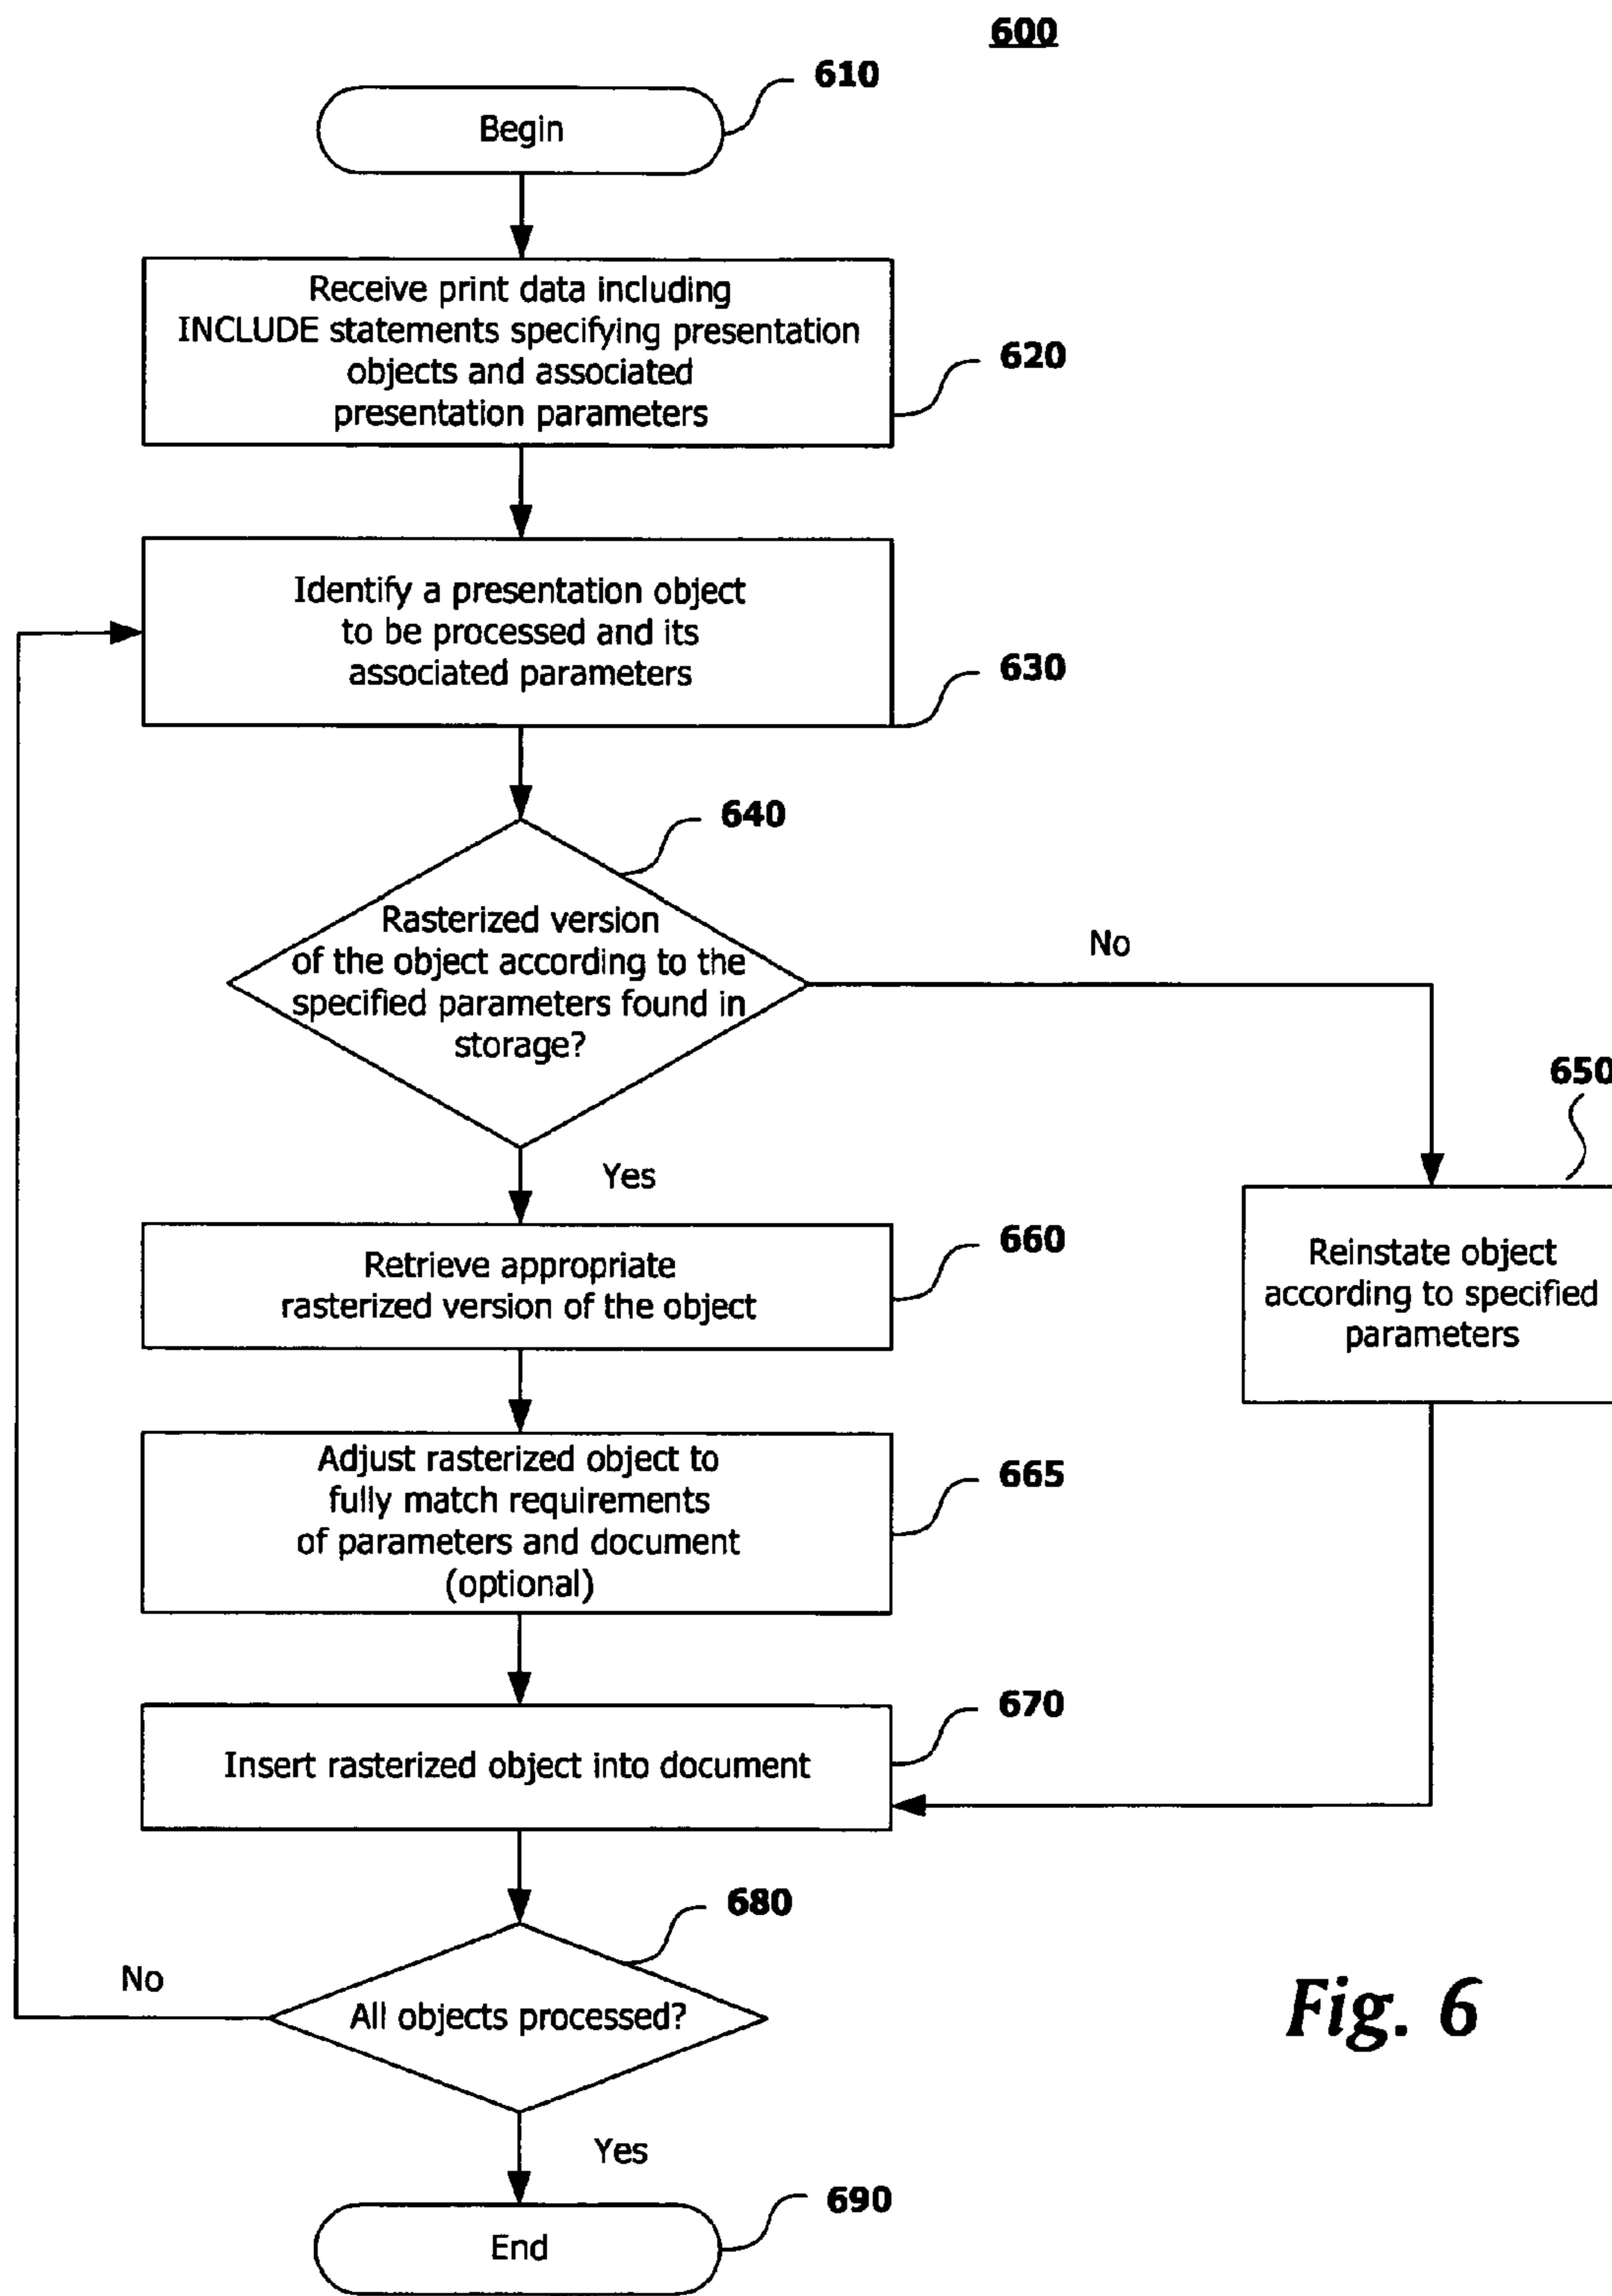 600
610
Begin
Receive print data including
INCLUDE statements specifying presentation
objects and associated
presentation parameters
620
Identify a presentation object
to be processed and its
associated parameters
630
640
Rasterized version
of the object according to the
specified parameters found in
storage?
No
Yes
650
Reinstate object
according to specified
parameters
660
Retrieve appropriate
rasterized version of the object
665
Adjust rasterized object to
fully match requirements
of parameters and document
(optional)
670
Insert rasterized object into document
680
All objects processed?
No
Yes
690
End
Fig. 6